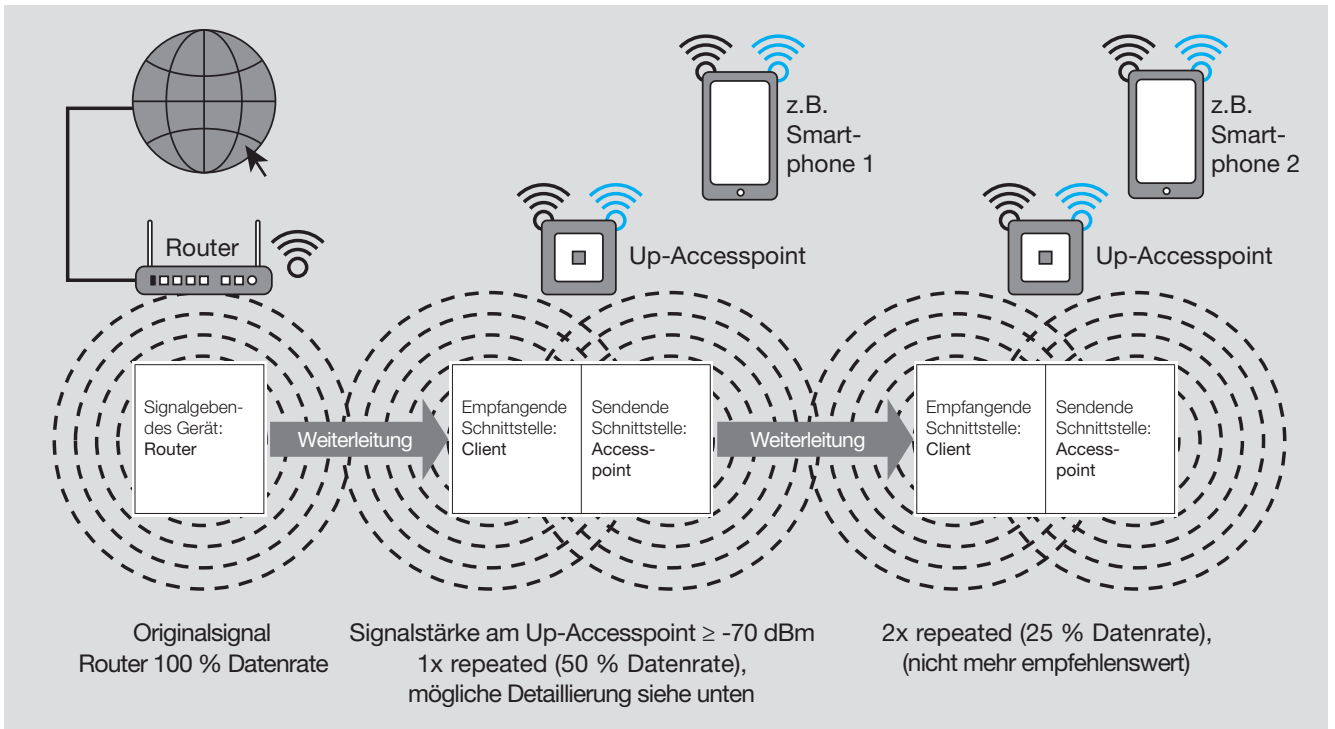 z.B.
Smart-
phone 1
z.B.
Smart-
phone 2
Router
Up-Accesspoint
Up-Accesspoint
Signalgeben-
des Gerät:
Router
Weiterleitung
Empfangende
Schnittstelle:
Client
Sendende
Schnittstelle:
Access-
point
Weiterleitung
Empfangende
Schnittstelle:
Client
Sendende
Schnittstelle:
Access-
point
Originalsignal
Router 100 % Datenrate
Signalstärke am Up-Accesspoint ≥ -70 dBm
1x repeated (50 % Datenrate),
mögliche Detaillierung siehe unten
2x repeated (25 % Datenrate),
(nicht mehr empfehlenswert)